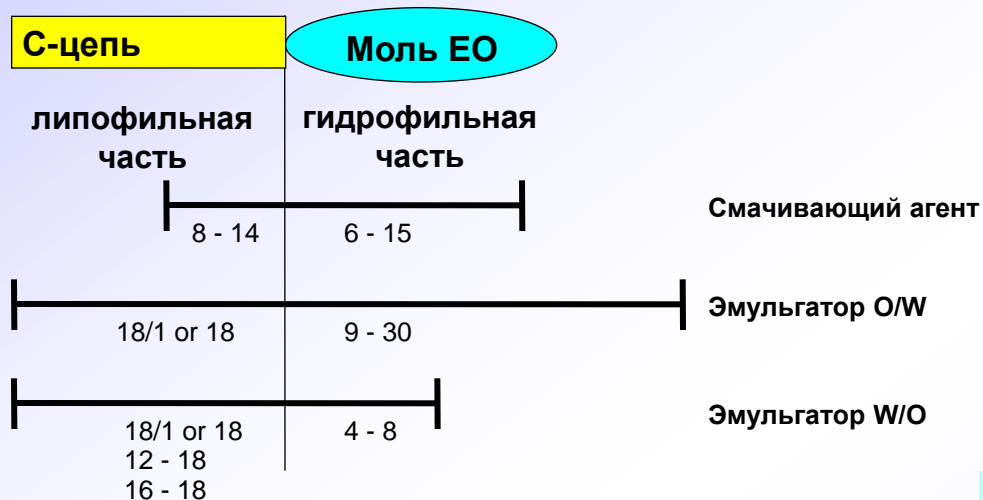 С-цепь
Моль ЕО
липофильная
часть
гидрофильная
часть
8 - 14
6 - 15
Смачивающий агент
18/1 or 18
9 - 30
Эмульгатор O/W
18/1 or 18
4 - 8
Эмульгатор W/O
12 - 18
16 - 18